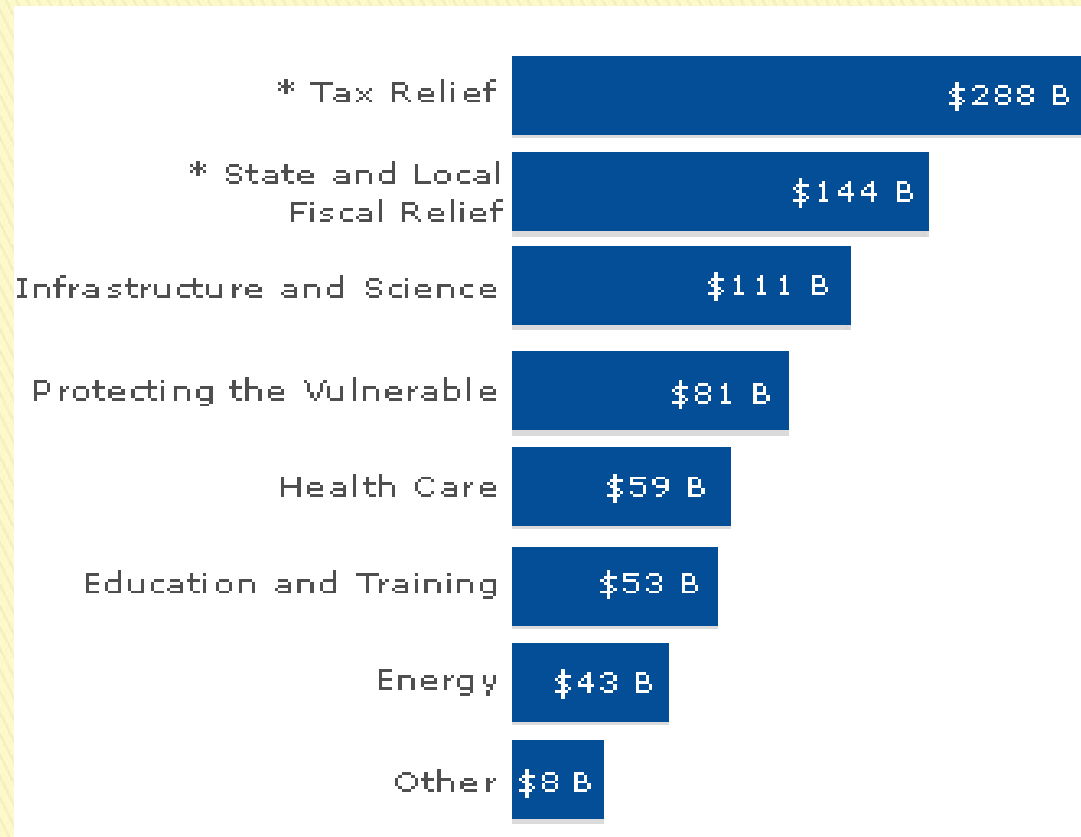 * Tax Relief $288 B
* State and Local
Fiscal Relief $144 B
Infrastructure and Science $111 B
Protecting the Vulnerable $81 B
Health Care $59 B
Education and Training $53 B
Energy $43 B
Other $8 B